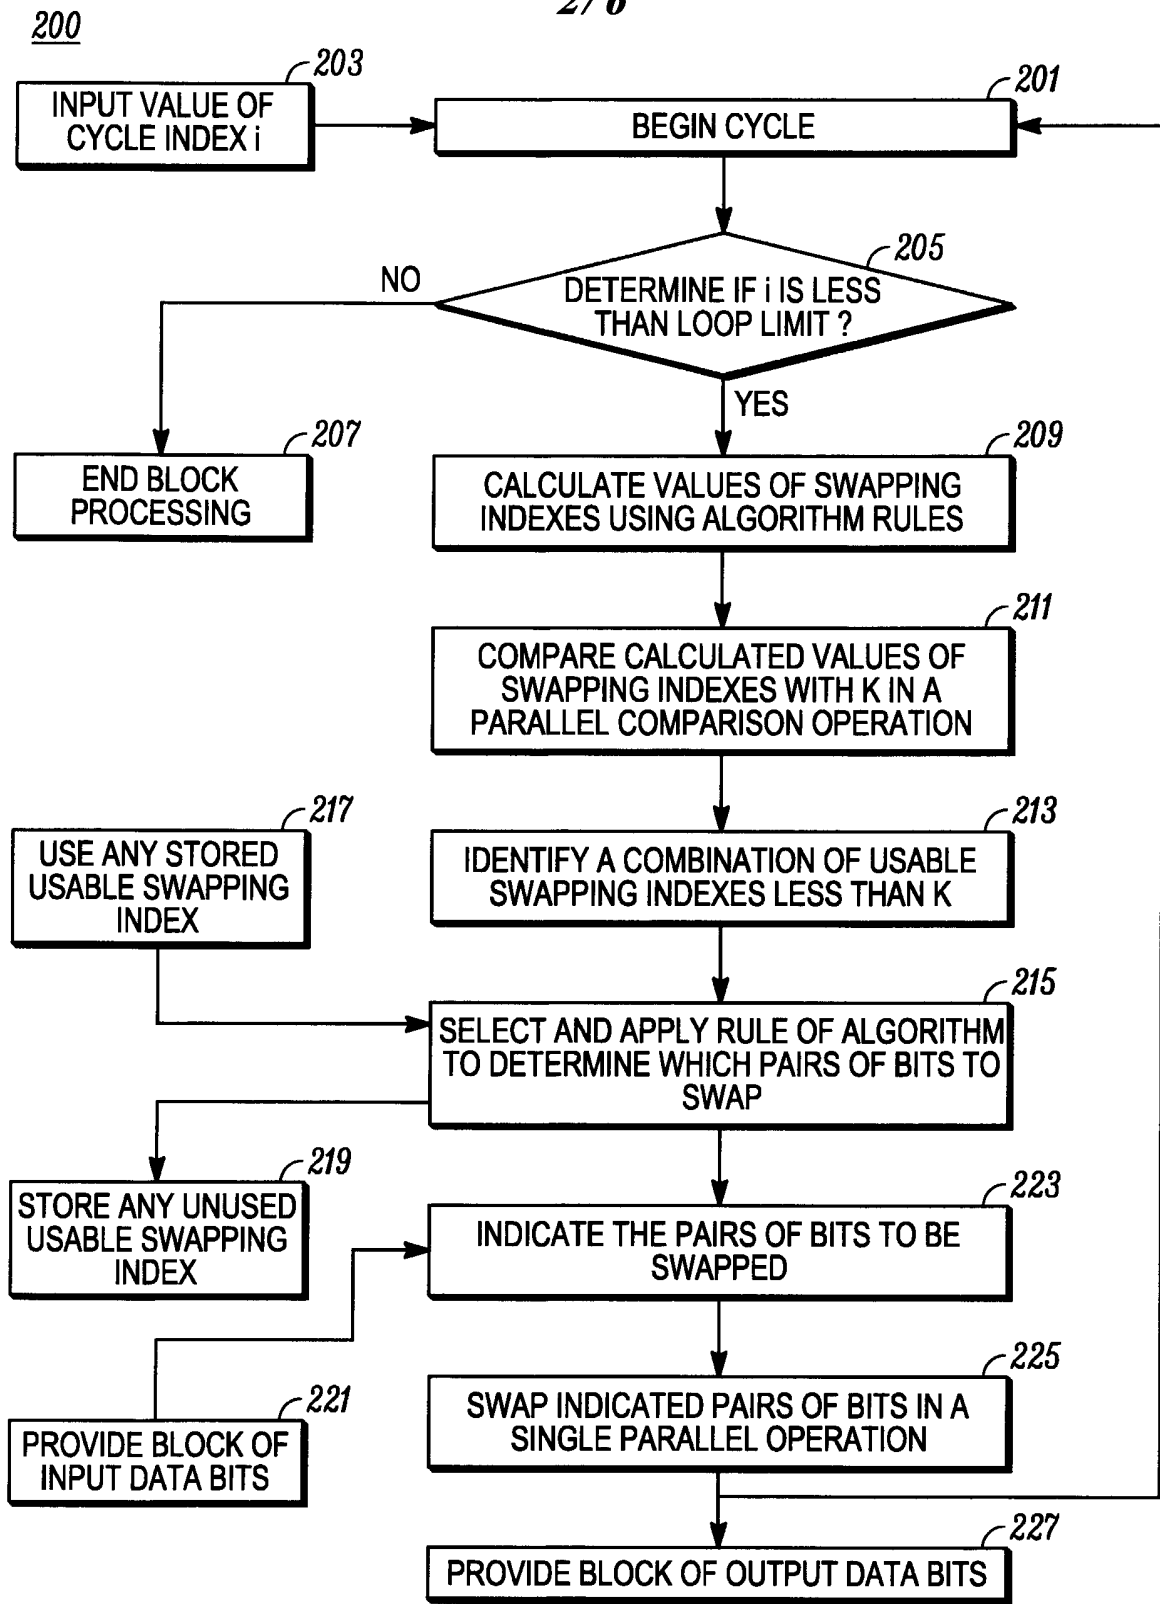 2/6
200
203
INPUT VALUE OF
CYCLE INDEX i
201
BEGIN CYCLE
205
NO
DETERMINE IF i IS LESS
THAN LOOP LIMIT ?
YES
207
END BLOCK
PROCESSING
209
CALCULATE VALUES OF SWAPPING
INDEXES USING ALGORITHM RULES
211
COMPARE CALCULATED VALUES OF
SWAPPING INDEXES WITH K IN A
PARALLEL COMPARISON OPERATION
217
USE ANY STORED
USABLE SWAPPING
INDEX
213
IDENTIFY A COMBINATION OF USABLE
SWAPPING INDEXES LESS THAN K
215
SELECT AND APPLY RULE OF ALGORITHM
TO DETERMINE WHICH PAIRS OF BITS TO
SWAP
219
STORE ANY UNUSED
USABLE SWAPPING
INDEX
223
INDICATE THE PAIRS OF BITS TO BE
SWAPPED
221
PROVIDE BLOCK OF
INPUT DATA BITS
225
SWAP INDICATED PAIRS OF BITS IN A
SINGLE PARALLEL OPERATION
227
PROVIDE BLOCK OF OUTPUT DATA BITS